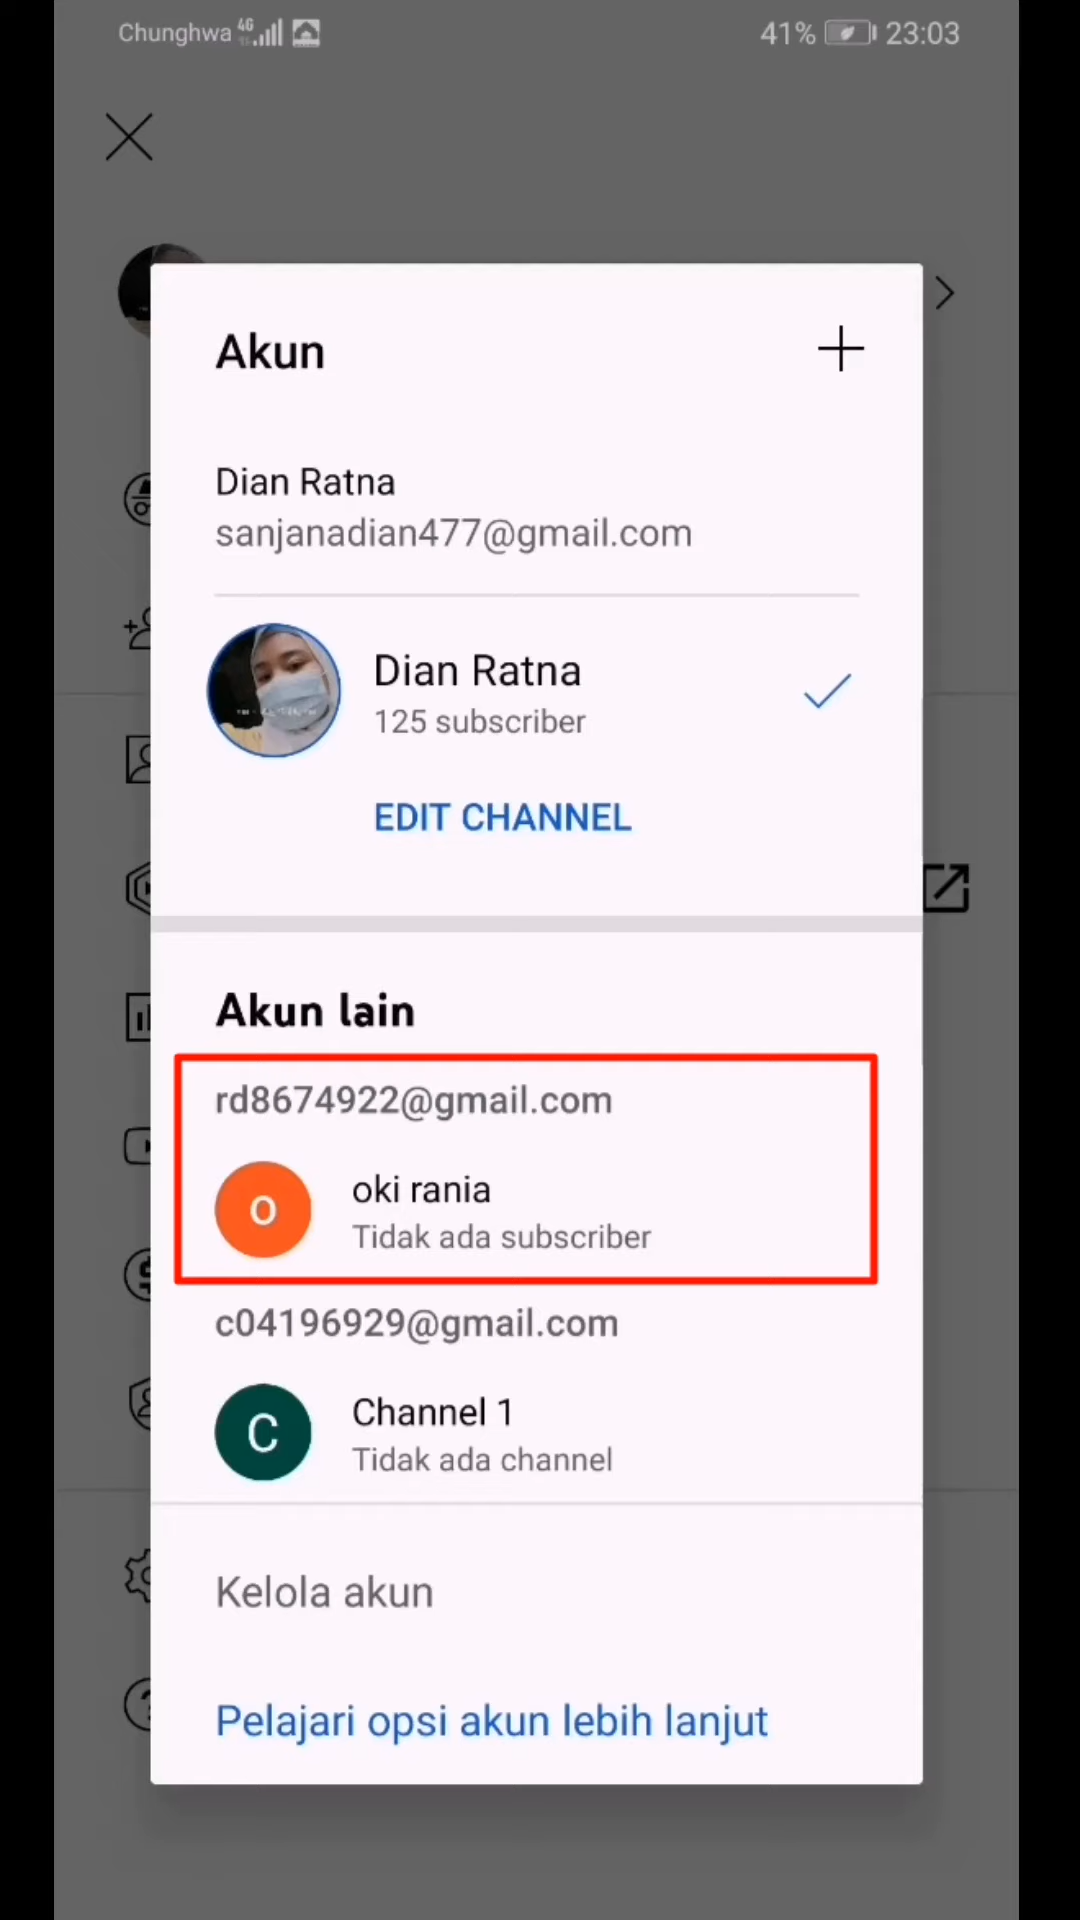 Chunghwa 4G 41% 23:03
Akun
Dian Ratna
sanjanadian477@gmail.com
Dian Ratna
125 subscriber
EDIT CHANNEL
Akun lain
rd8674922@gmail.com
o
oki rania
Tidak ada subscriber
c04196929@gmail.com
C
Channel 1
Tidak ada channel
Kelola akun
Pelajari opsi akun lebih lanjut